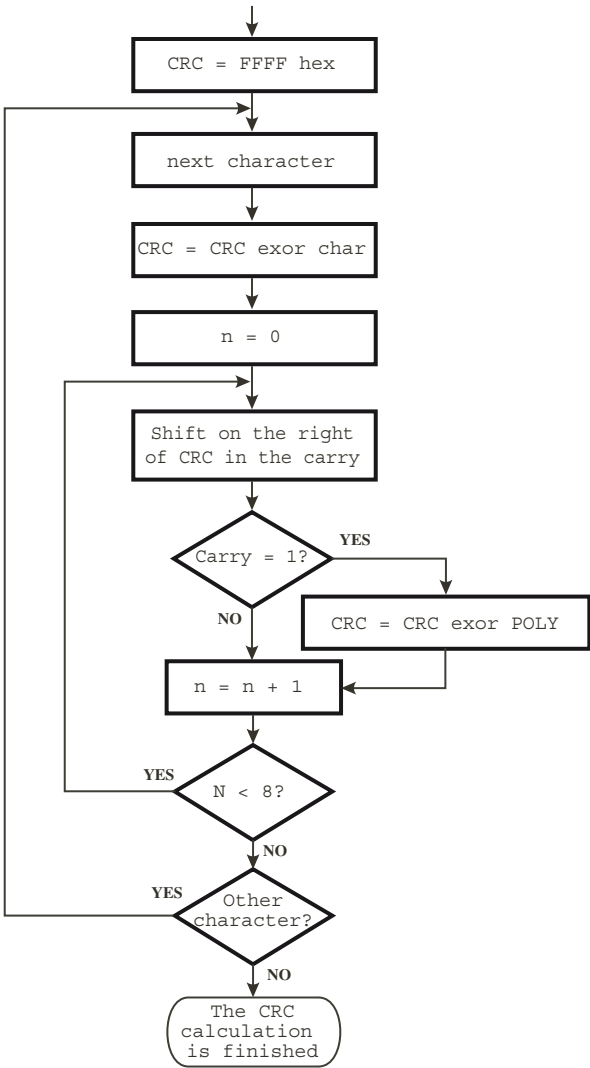 CRC = FFFF hex
next character
CRC = CRC exor char
n = 0
Shift on the right
of CRC in the carry
Carry = 1?
YES
NO
CRC = CRC exor POLY
n = n + 1
YES
N < 8?
NO
YES
Other
character?
NO
The CRC
calculation
is finished